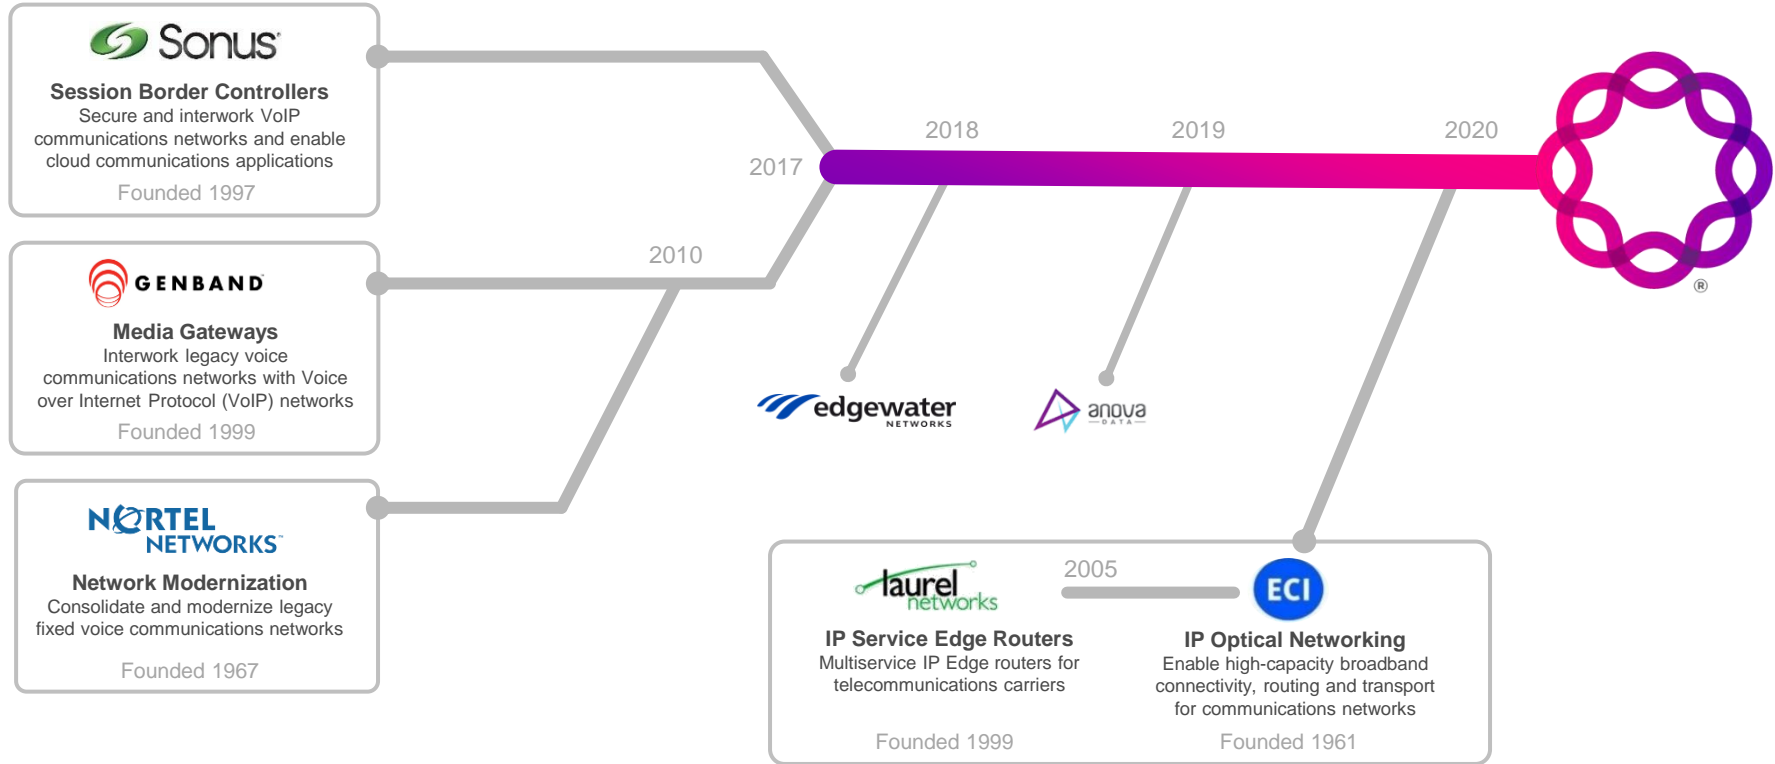 Sonus
Session Border Controllers
Secure and interwork VoIP
communications networks and enable
cloud communications applications
Founded 1997
GENBAND
Media Gateways
Interwork legacy voice
communications networks with Voice
over Internet Protocol (VoIP) networks
Founded 1999
NORTEL
NETWORKS™
Network Modernization
Consolidate and modernize legacy
fixed voice communications networks
Founded 1967
2010
2017
2018
2019
2020
®
edgewater
NETWORKS
anova
DATA
laurel
networks
2005
ECI
IP Service Edge Routers
Multiservice IP Edge routers for
telecommunications carriers
Founded 1999
IP Optical Networking
Enable high-capacity broadband
connectivity, routing and transport
for communications networks
Founded 1961